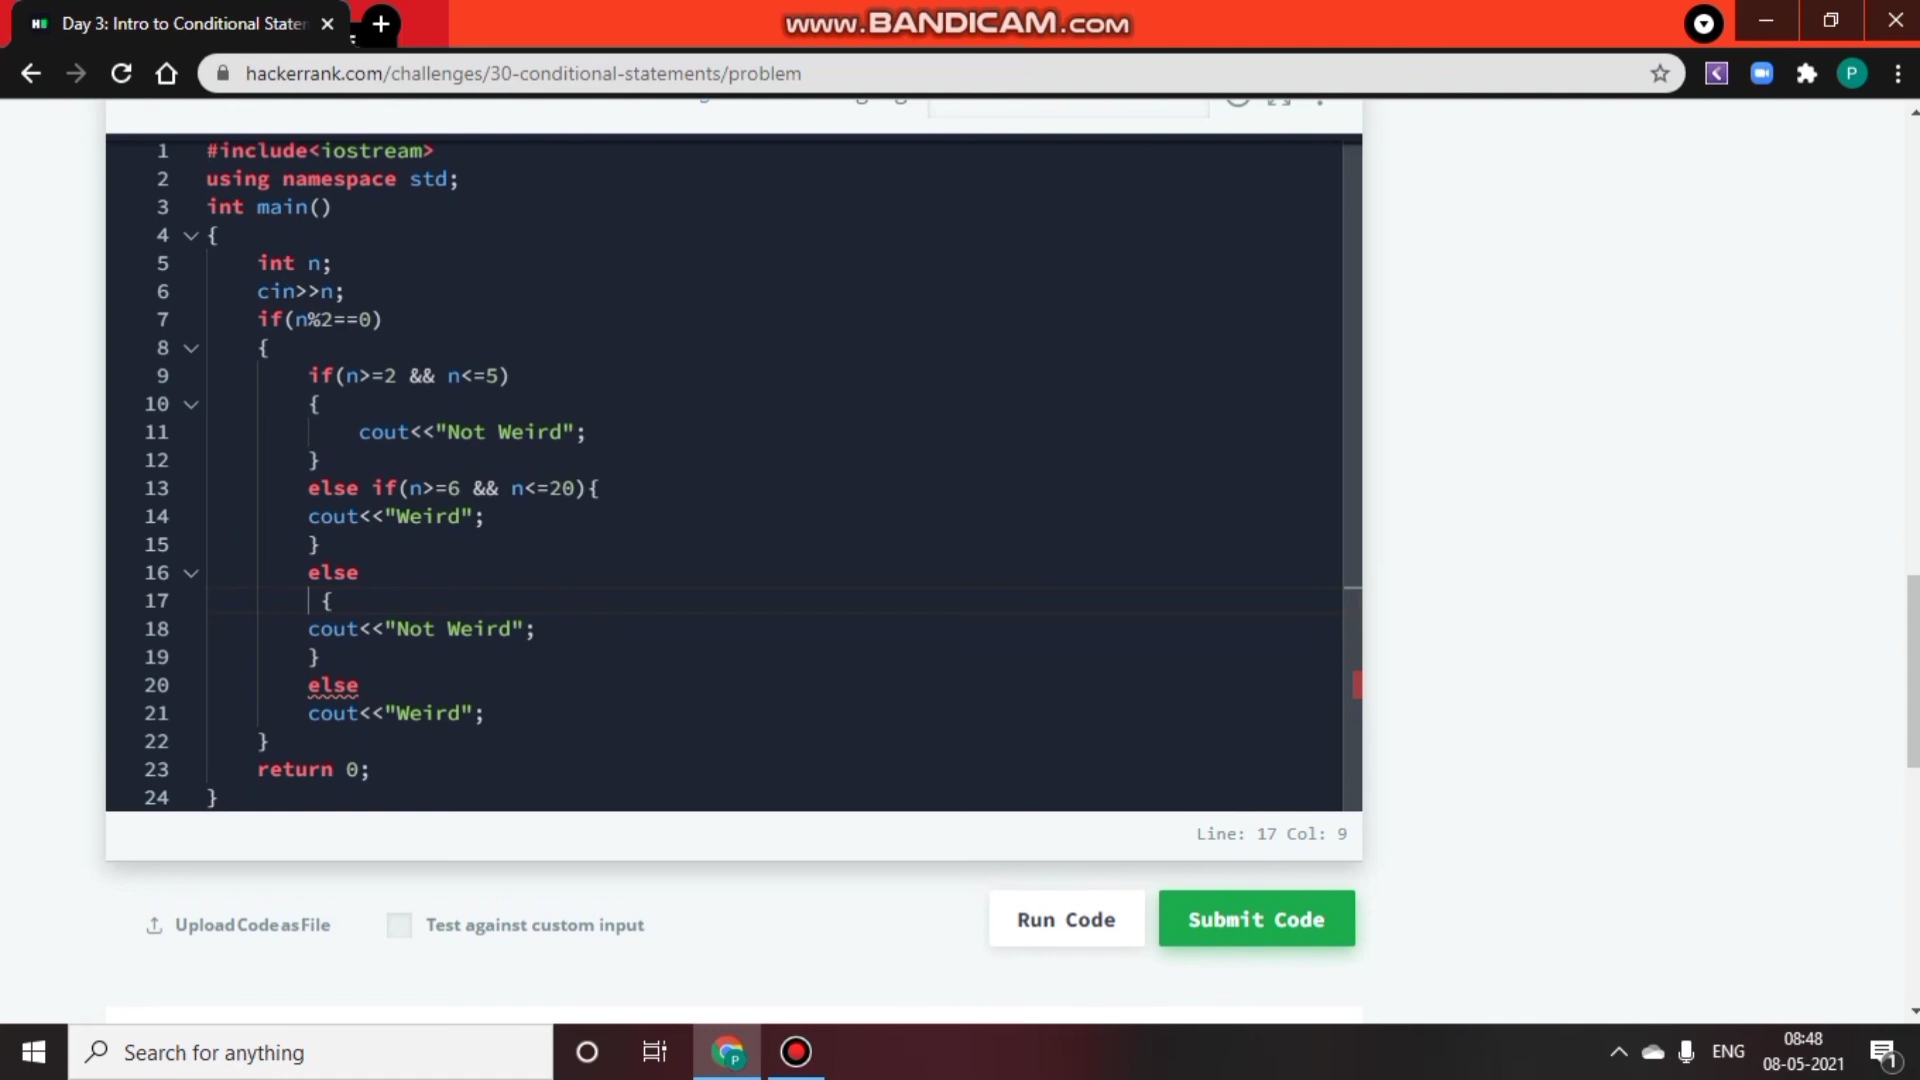 Day 3: Intro to Conditional Stater
www.BANDICAM.com
hackerrank.com/challenges/30-conditional-statements/problem
P
1 #include<iostream>
2 using namespace std;
3 int main()
4 {
5 int n;
6 cin>>n;
7 if(n%2==0)
8 {
9 if(n>=2 && n<=5)
10 {
11 cout<<"Not Weird";
12 }
13 else if(n>=6 && n<=20){
14 cout<<"Weird";
15 }
16 else
17 {
18 cout<<"Not Weird";
19 }
20 else
21 cout<<"Weird";
22 }
23 return 0;
24 }
Line: 17 Col: 9
Upload Code as File
Test against custom input
Run Code
Submit Code
Search for anything
P
ENG
08:48
08-05-2021
1